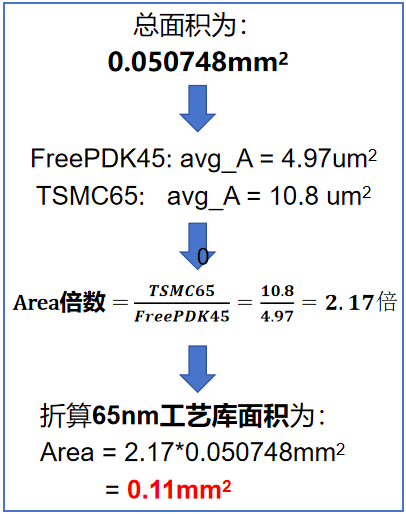 总面积为：
0.050748mm²
FreePDK45: avg_A = 4.97um²
TSMC65: avg_A = 10.8 um²
0
Area倍数 = TSMC65/FreePDK45 = 10.8/4.97 = 2.17倍
折算65nm工艺库面积为：
Area = 2.17*0.050748mm²
= 0.11mm²